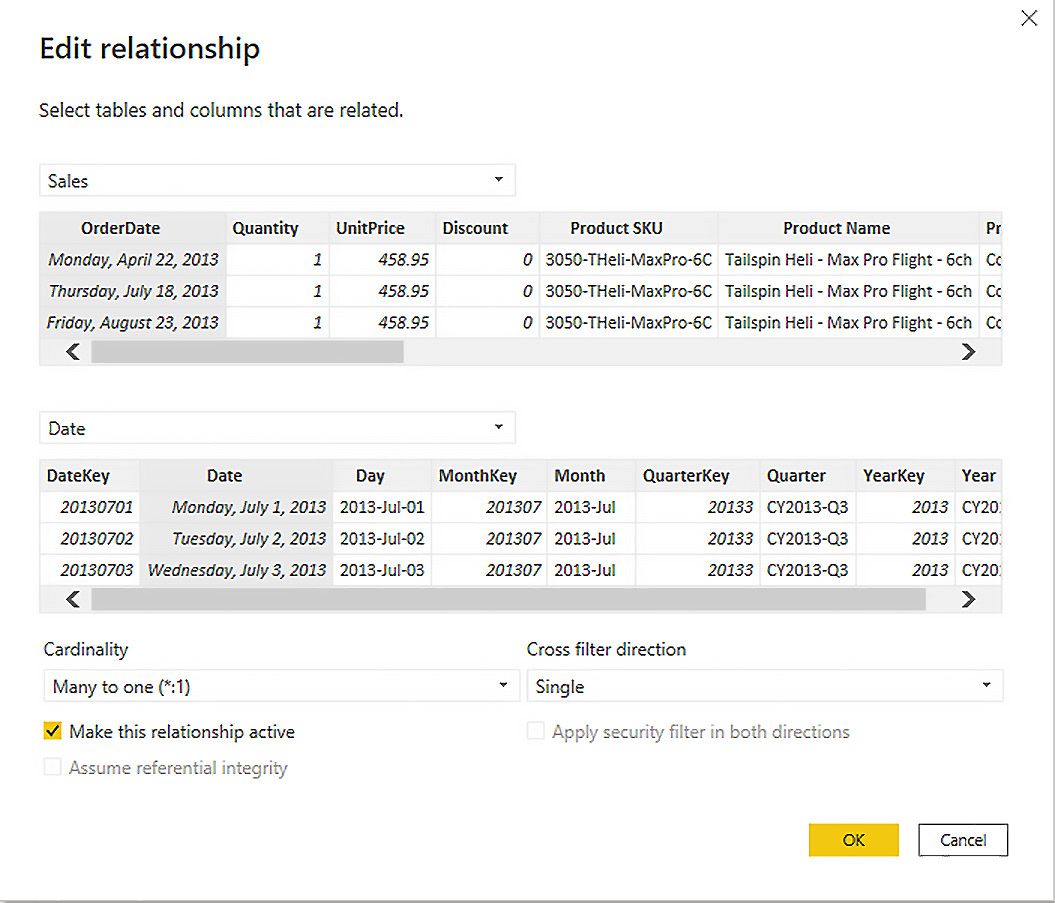 Edit relationship
Select tables and columns that are related.
Sales
OrderDate Quantity UnitPrice Discount Product SKU Product Name Pr
Monday, April 22, 2013 1 458.95 0 3050-THeli-MaxPro-6C Tailspin Heli - Max Pro Flight - 6ch Co
Thursday, July 18, 2013 1 458.95 0 3050-THeli-MaxPro-6C Tailspin Heli - Max Pro Flight - 6ch Co
Friday, August 23, 2013 1 458.95 0 3050-THeli-MaxPro-6C Tailspin Heli - Max Pro Flight - 6ch Co
Date
DateKey Date Day MonthKey Month QuarterKey Quarter YearKey Year
20130701 Monday, July 1, 2013 2013-Jul-01 201307 2013-Jul 20133 CY2013-Q3 2013 CY201
20130702 Tuesday, July 2, 2013 2013-Jul-02 201307 2013-Jul 20133 CY2013-Q3 2013 CY201
20130703 Wednesday, July 3, 2013 2013-Jul-03 201307 2013-Jul 20133 CY2013-Q3 2013 CY201
Cardinality Cross filter direction
Many to one (*:1) Single
Make this relationship active Apply security filter in both directions
Assume referential integrity
OK Cancel